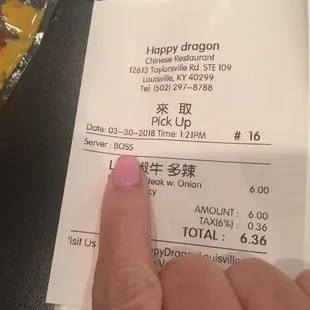 Happy dragon
Chinese Restaurant
12613 Taylorsville Rd. STE 109
Louisville, KY 40299
Tel: (502) 297-8788
來 取
Pick Up
Date: 03-30-2018 Time: 1:21PM # 16
Server : BOSS
L 椒牛 多辣
w. Onion 6.00
AMOUNT : 6.00
TAX(6%) : 0.36
TOTAL : 6.36
Visit Us